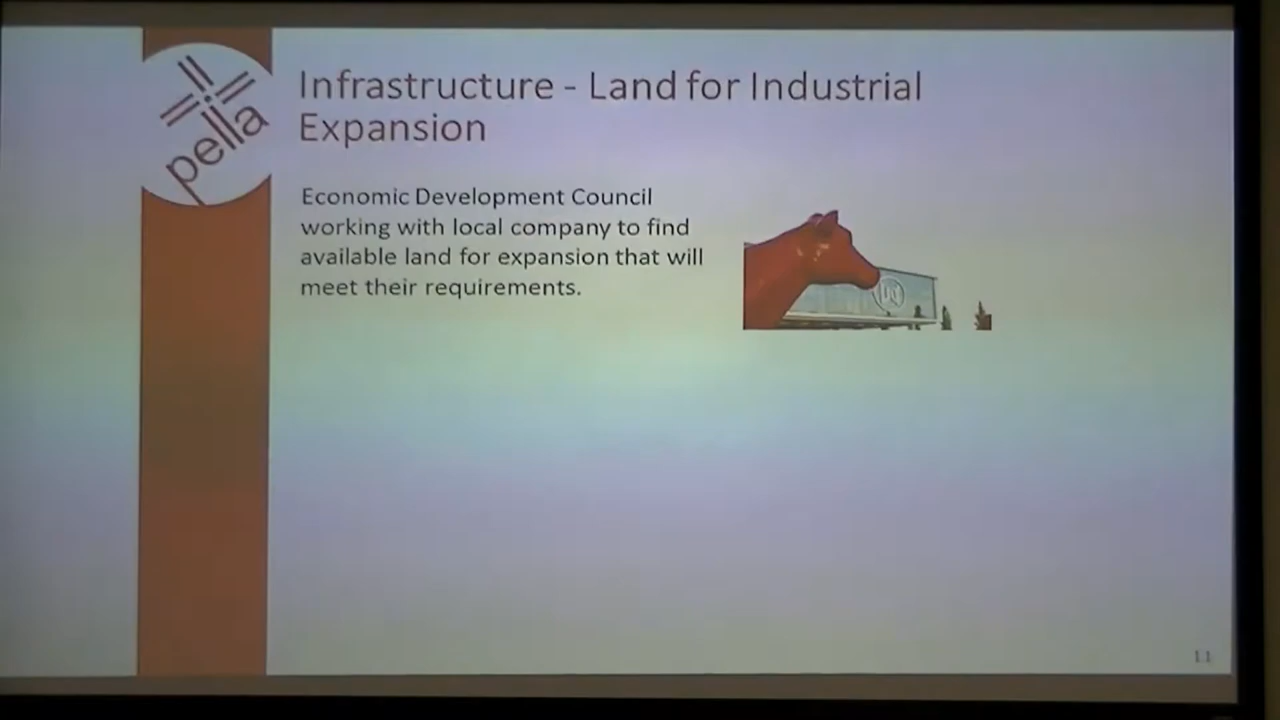 pella
Infrastructure - Land for Industrial
Expansion
Economic Development Council
working with local company to find
available land for expansion that will
meet their requirements.
11